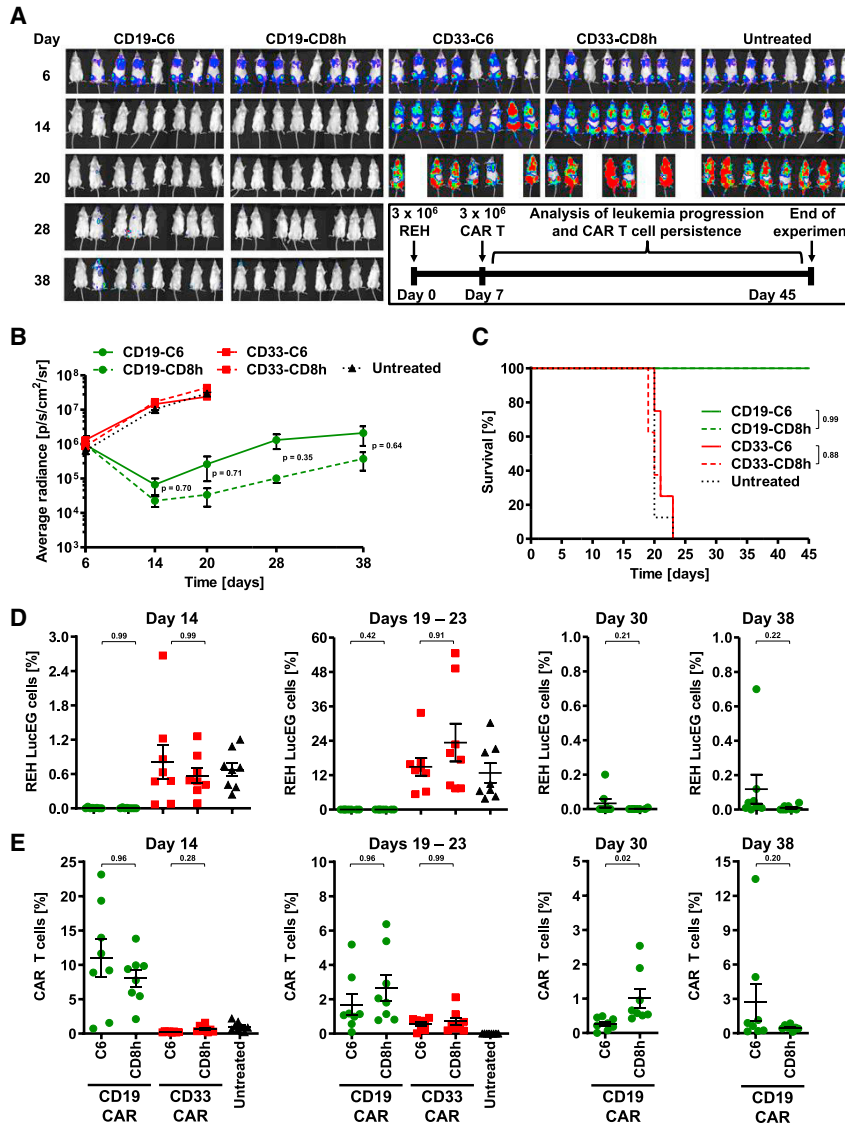 A
Day
CD19-C6
CD19-CD8h
CD33-C6
CD33-CD8h
Untreated
6
14
20
28
38
3 x 10⁶ REH
3 x 10⁶ CAR T
Analysis of leukemia progression and CAR T cell persistence
End of experiment
Day 0
Day 7
Day 45
B
CD19-C6
CD19-CD8h
CD33-C6
CD33-CD8h
Untreated
Average radiance [p/s/cm²/sr]
10⁸
10⁷
10⁶
10⁵
10⁴
10³
p = 0.70
p = 0.71
p = 0.35
p = 0.64
6 14 20 28 38
Time [days]
C
Survival [%]
100
80
60
40
20
0
CD19-C6
CD19-CD8h
0.99
CD33-C6
CD33-CD8h
0.88
Untreated
0 5 10 15 20 25 30 35 40 45
Time [days]
D
Day 14
REH LucEG cells [%]
3.0
2.4
1.8
1.2
0.6
0.0
0.99
0.99
Days 19 – 23
REH LucEG cells [%]
60
48
36
24
12
0
0.42
0.91
Day 30
REH LucEG cells [%]
1.0
0.8
0.6
0.4
0.2
0.0
0.21
Day 38
REH LucEG cells [%]
1.0
0.8
0.6
0.4
0.2
0.0
0.22
E
Day 14
CAR T cells [%]
25
20
15
10
5
0
0.96
0.28
C6
CD8h
C6
CD8h
Untreated
CD19 CAR
CD33 CAR
Days 19 – 23
CAR T cells [%]
10
8
6
4
2
0
0.96
0.99
C6
CD8h
C6
CD8h
Untreated
CD19 CAR
CD33 CAR
Day 30
CAR T cells [%]
5
4
3
2
1
0
0.02
C6
CD8h
CD19 CAR
Day 38
CAR T cells [%]
15
12
9
6
3
0
0.20
C6
CD8h
CD19 CAR